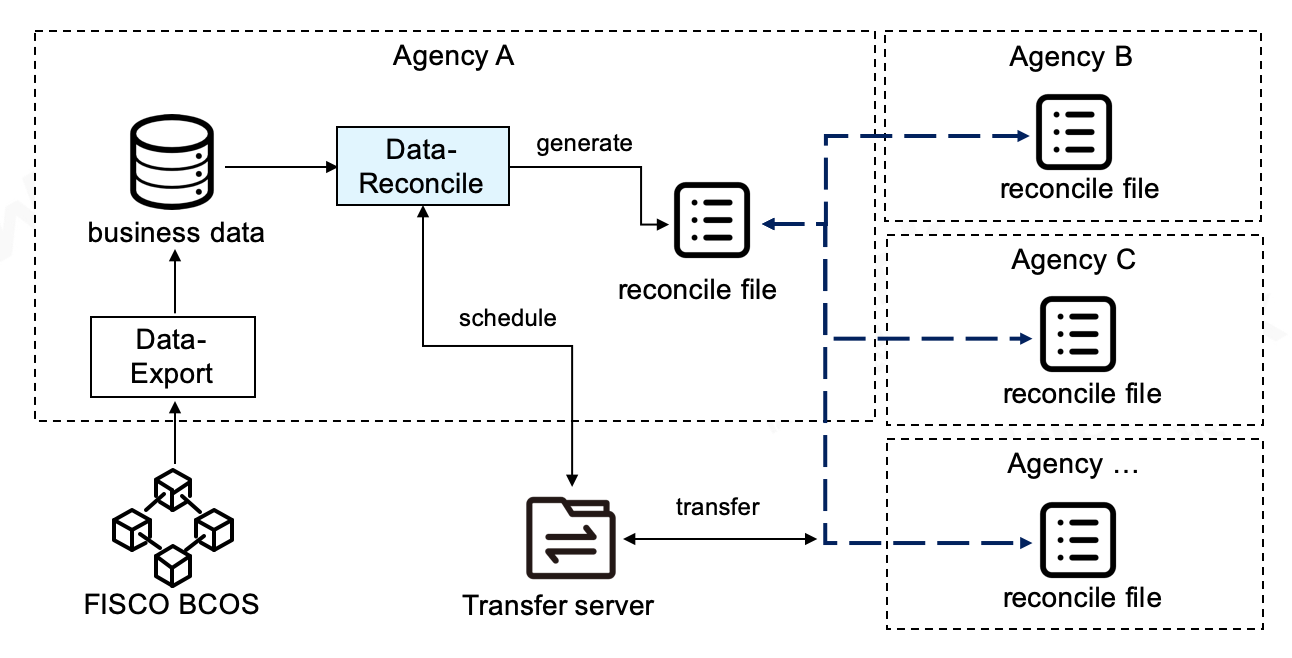 Agency A
business data
Data-
Reconcile
generate
reconcile file
schedule
Data-
Export
FISCO BCOS
Transfer server
transfer
Agency B
reconcile file
Agency C
reconcile file
Agency ...
reconcile file